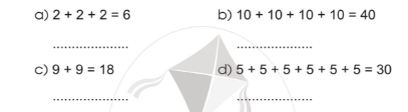 a) 2 + 2 + 2 = 6 b) 10 + 10 + 10 + 10 = 40
.................... ....................
c) 9 + 9 = 18 d) 5 + 5 + 5 + 5 + 5 + 5 = 30
.................... ....................